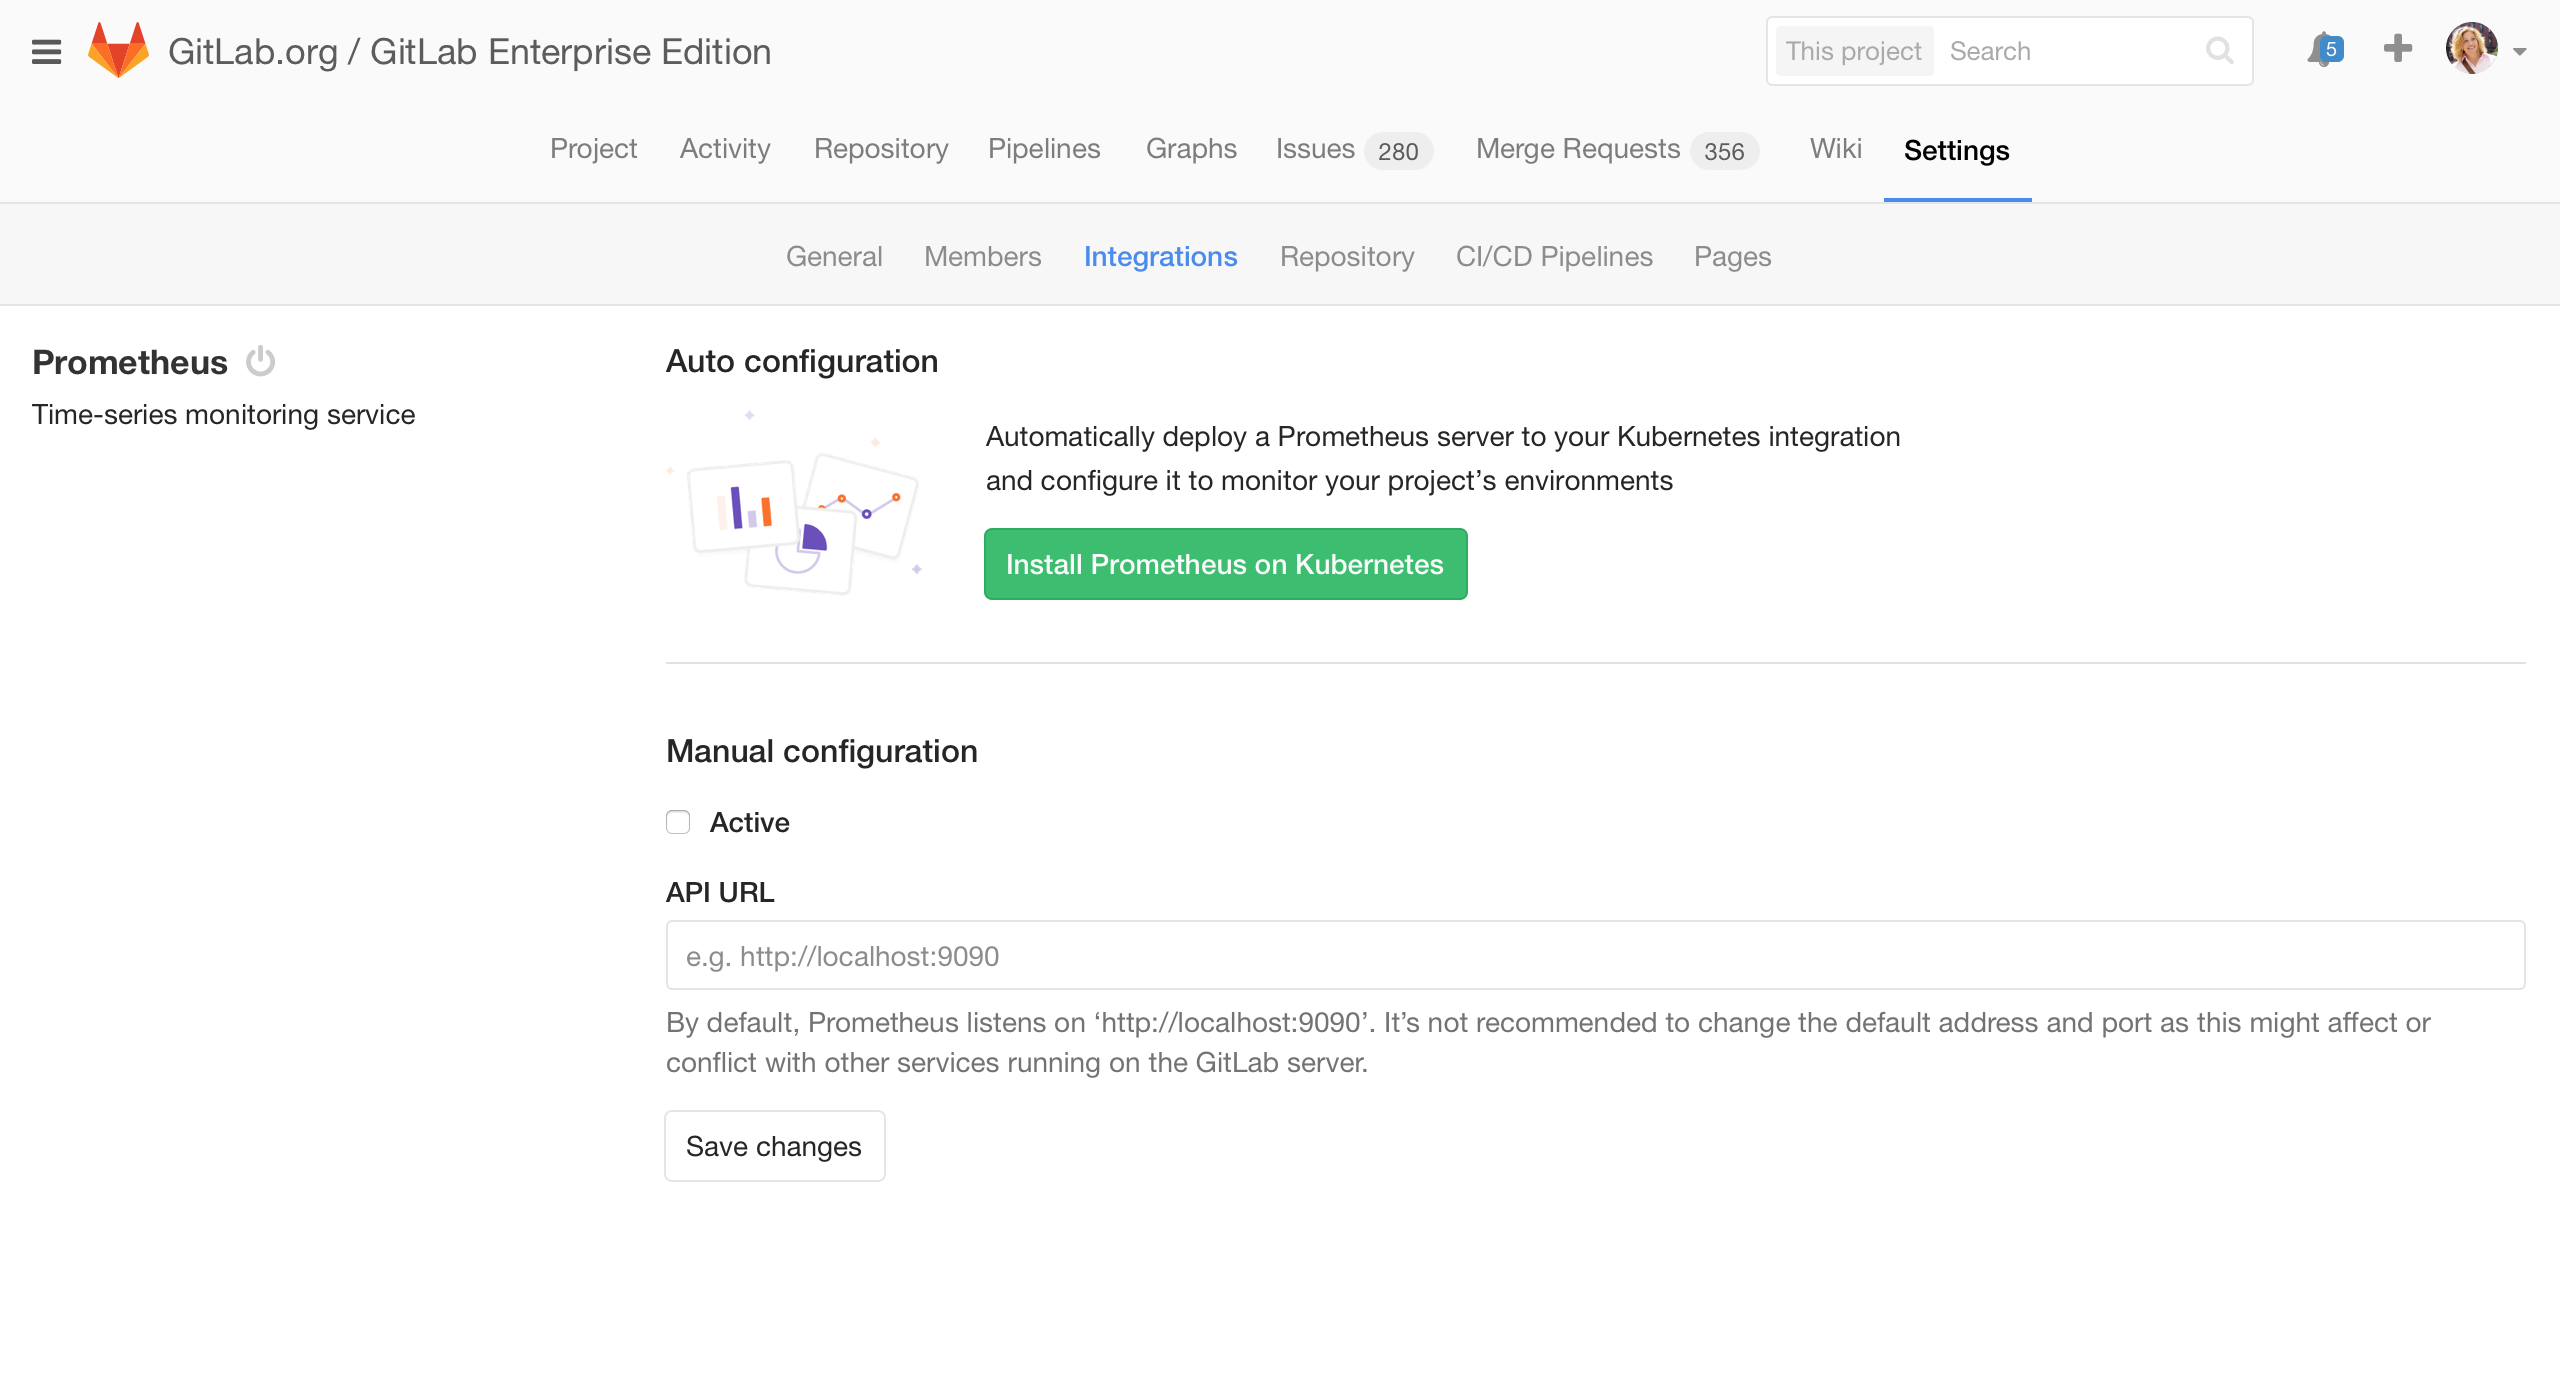 GitLab.org / GitLab Enterprise Edition
This project Search
5
Project Activity Repository Pipelines Graphs Issues 280 Merge Requests 356 Wiki Settings
General Members Integrations Repository CI/CD Pipelines Pages
Prometheus
Time-series monitoring service
Auto configuration
Automatically deploy a Prometheus server to your Kubernetes integration
and configure it to monitor your project’s environments
Install Prometheus on Kubernetes
Manual configuration
Active
API URL
e.g. http://localhost:9090
By default, Prometheus listens on ‘http://localhost:9090’. It’s not recommended to change the default address and port as this might affect or
conflict with other services running on the GitLab server.
Save changes